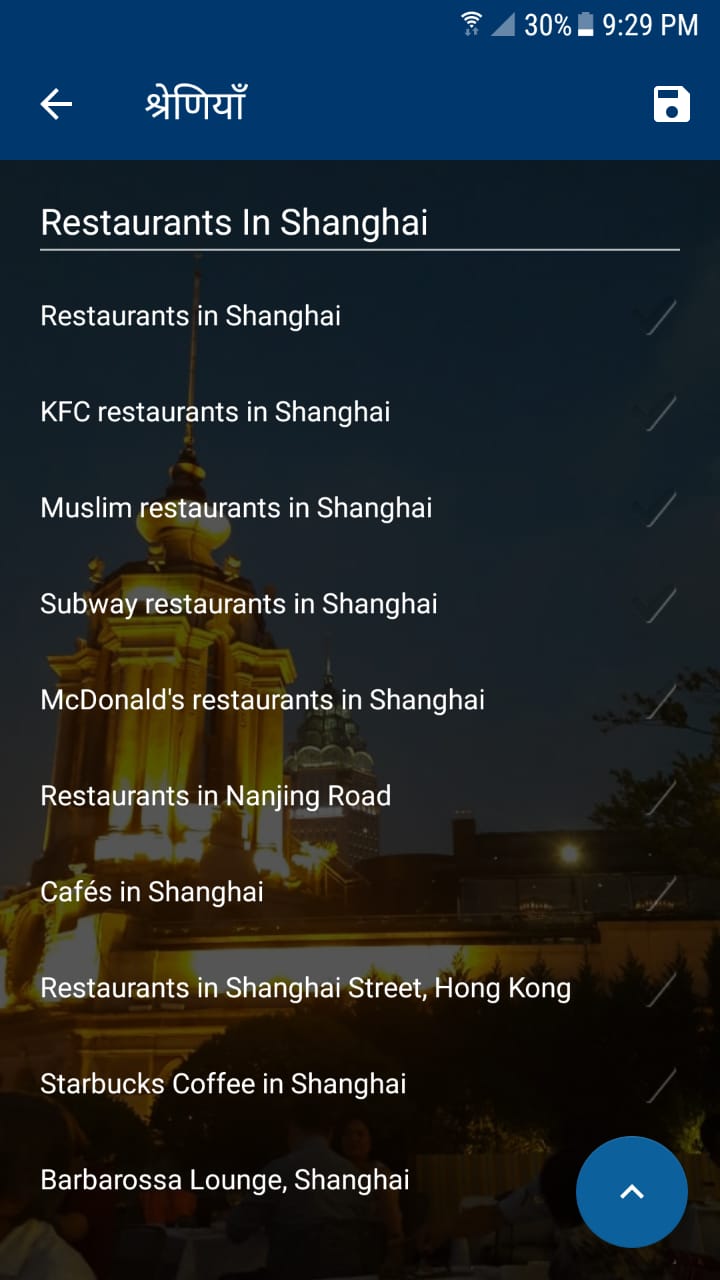 30% 9:29 PM
श्रेणियाँ
Restaurants In Shanghai
Restaurants in Shanghai
KFC restaurants in Shanghai
Muslim restaurants in Shanghai
Subway restaurants in Shanghai
McDonald's restaurants in Shanghai
Restaurants in Nanjing Road
Cafés in Shanghai
Restaurants in Shanghai Street, Hong Kong
Starbucks Coffee in Shanghai
Barbarossa Lounge, Shanghai